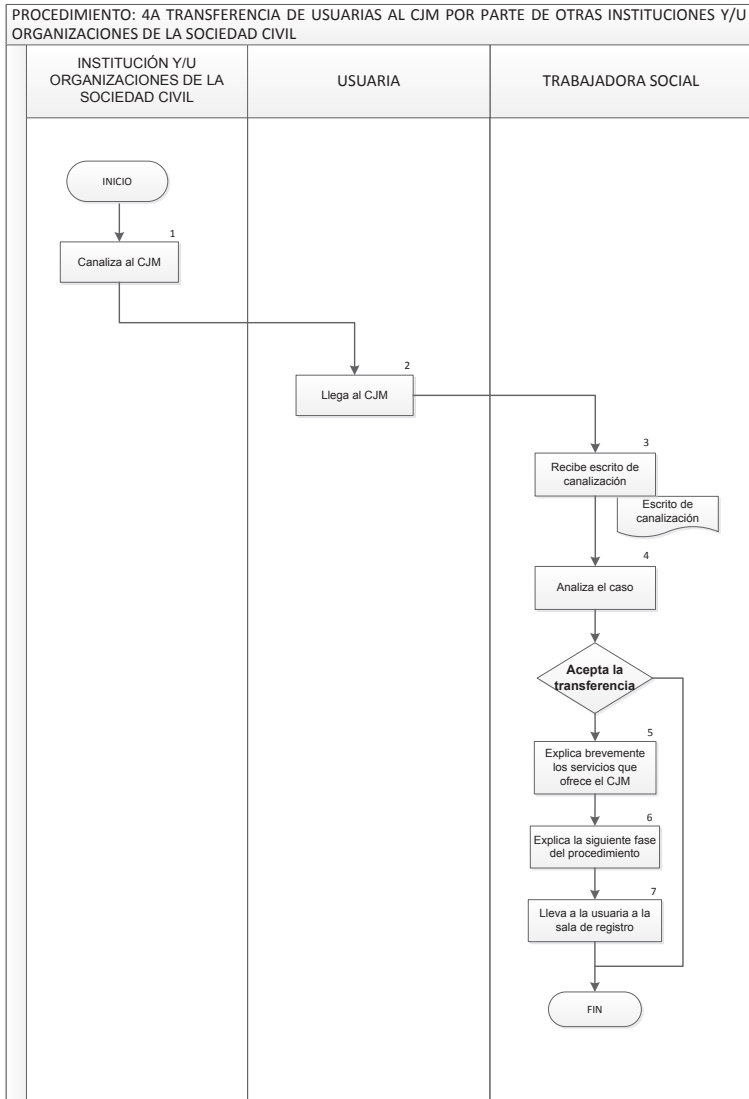 PROCEDIMIENTO: 4A TRANSFERENCIA DE USUARIAS AL CJM POR PARTE DE OTRAS INSTITUCIONES Y/U
ORGANIZACIONES DE LA SOCIEDAD CIVIL
INSTITUCIÓN Y/U
ORGANIZACIONES DE LA
SOCIEDAD CIVIL
USUARIA
TRABAJADORA SOCIAL
INICIO
1
Canaliza al CJM
2
Llega al CJM
3
Recibe escrito de
canalización
Escrito de
canalización
4
Analiza el caso
Acepta la
transferencia
5
Explica brevemente
los servicios que
ofrece el CJM
6
Explica la siguiente fase
del procedimiento
7
Lleva a la usuaria a la
sala de registro
FIN